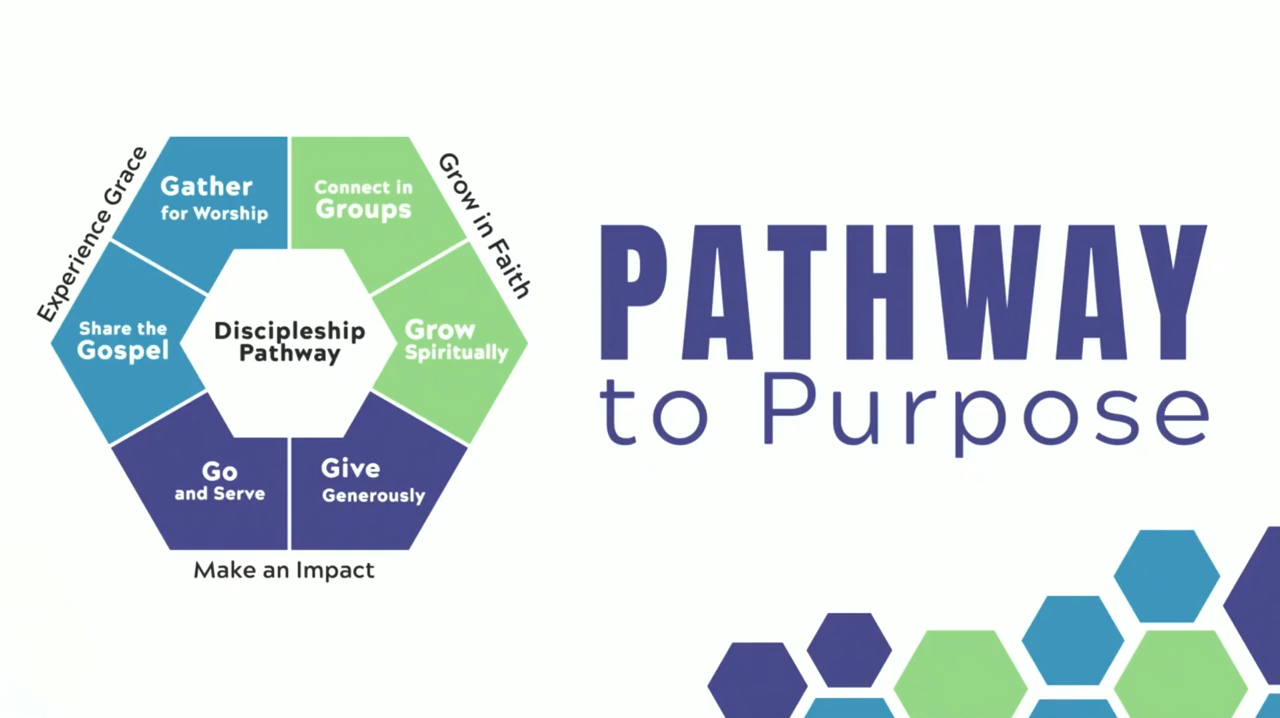 Experience Grace
Gather
for Worship
Connect in
Groups
Grow in Faith
Share the
Gospel
Discipleship
Pathway
Grow
Spiritually
Go
and Serve
Give
Generously
Make an Impact
PATHWAY
to Purpose